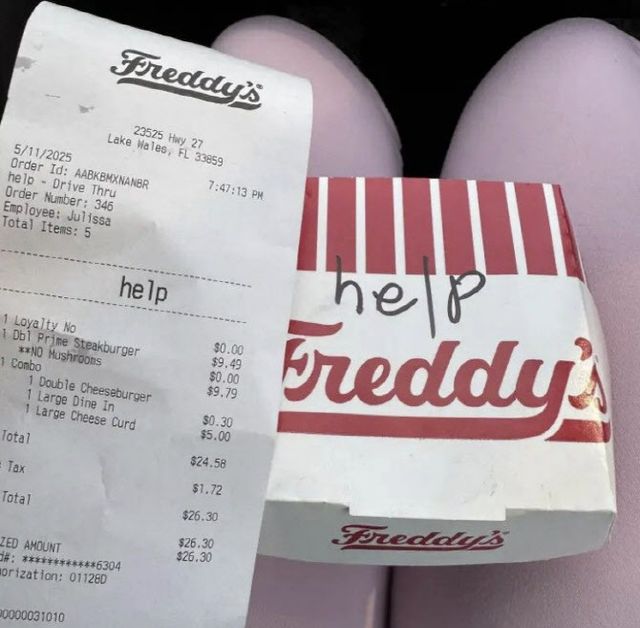 Freddy's
23525 Hwy 27
Lake Wales, FL 33859
5/11/2025 7:47:13 PM
Order Id: AABKBMXNANBR
help - Drive Thru
Order Number: 346
Employee: Julissa
Total Items: 5
help
1 Loyalty No $0.00
1 Dbl Prime Steakburger $9.49
**NO Mushrooms $0.00
1 Combo $9.79
1 Double Cheeseburger
1 Large Dine In $0.30
1 Large Cheese Curd $5.00
Total $24.58
Tax $1.72
Total $26.30
ZED AMOUNT $26.30
d#: ************6304 $26.30
orization: 01128D
00000031010
help
Freddy's
Freddy's